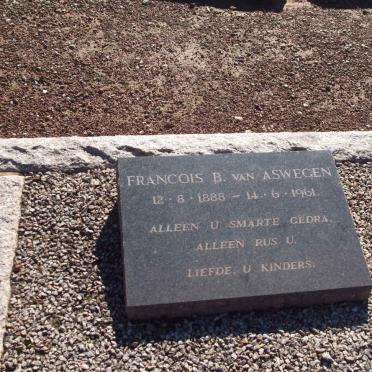 FRANCOIS B. VAN ASWEGEN
12·8·1888 – 14·6·1961.
ALLEEN U SMARTE GEDRA.
ALLEEN RUS U.
LIEFDE. U KINDERS.